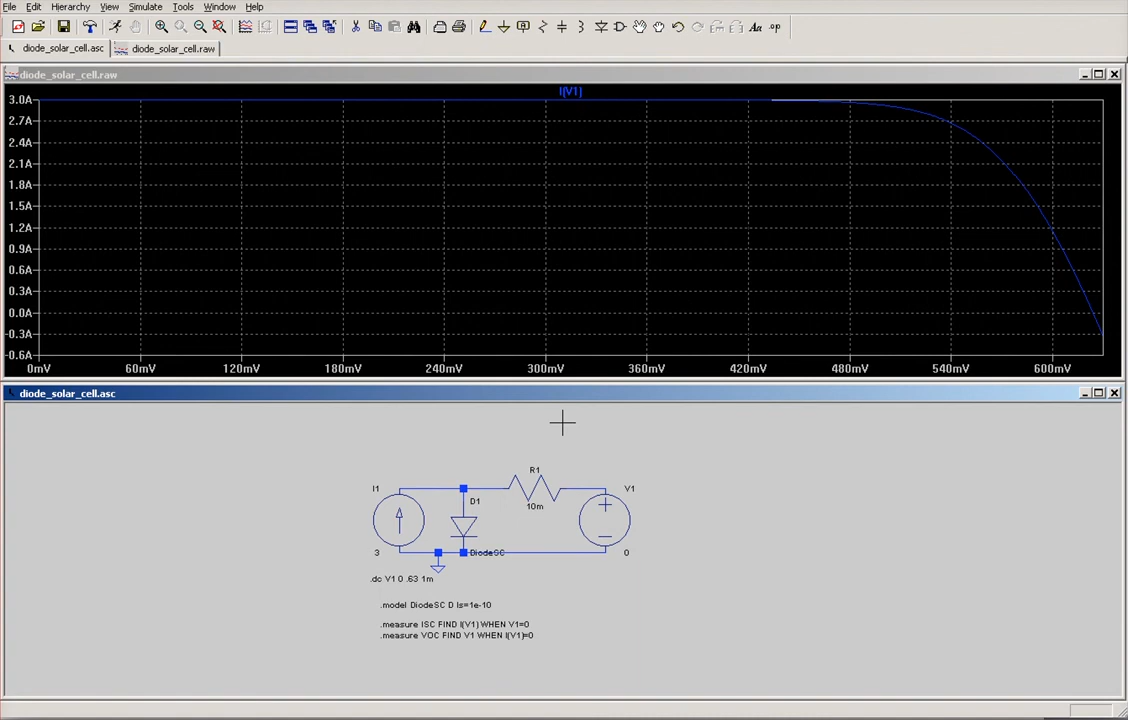 File Edit Hierarchy View Simulate Tools Window Help
Aa .op
diode_solar_cell.asc diode_solar_cell.raw
diode_solar_cell.raw
I(V1)
3.0A
2.7A
2.4A
2.1A
1.8A
1.5A
1.2A
0.9A
0.6A
0.3A
0.0A
-0.3A
-0.6A
0mV 60mV 120mV 180mV 240mV 300mV 360mV 420mV 480mV 540mV 600mV
diode_solar_cell.asc
R1
I1 V1
D1
10m
3 DiodeSC 0
.dc V1 0 .63 1m
.model DiodeSC D Is=1e-10
.measure ISC FIND I(V1) WHEN V1=0
.measure VOC FIND V1 WHEN I(V1)=0